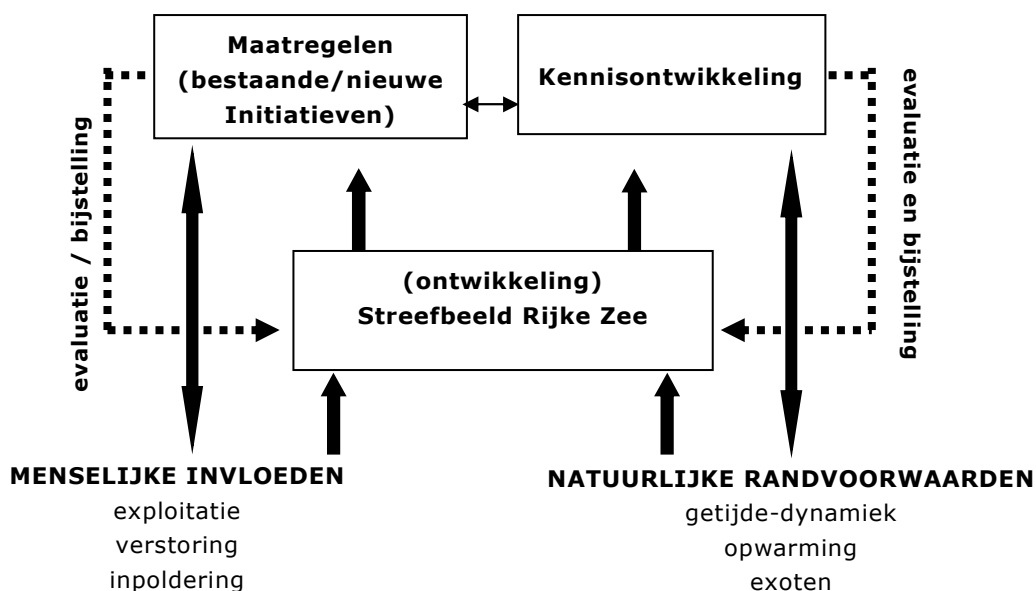 Maatregelen
(bestaande/nieuwe
Initiatieven)
Kennisontwikkeling
evaluatie / bijstelling
evaluatie en bijstelling
(ontwikkeling)
Streefbeeld Rijke Zee
MENSELIJKE INVLOEDEN
exploitatie
verstoring
inpoldering
NATUURLIJKE RANDVOORWAARDEN
getijde-dynamiek
opwarming
exoten